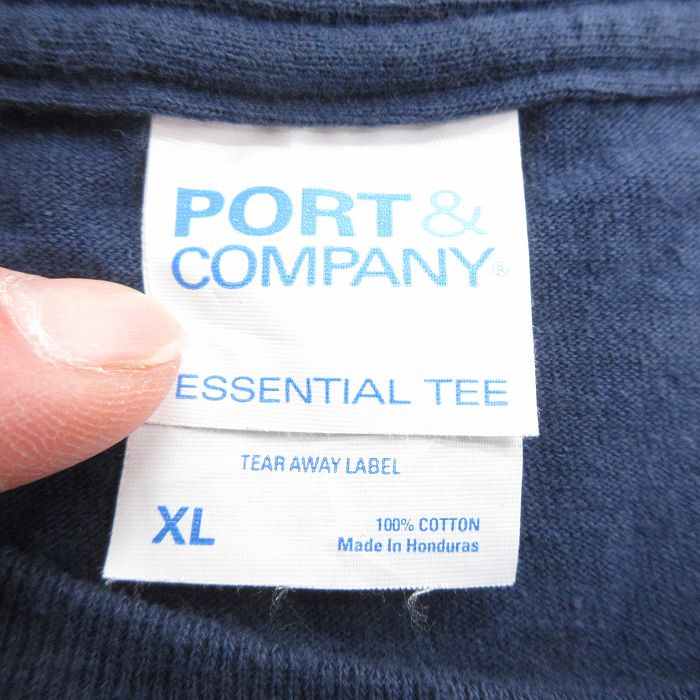 PORT &
COMPANY®
ESSENTIAL TEE
TEAR AWAY LABEL
XL
100% COTTON
Made In Honduras